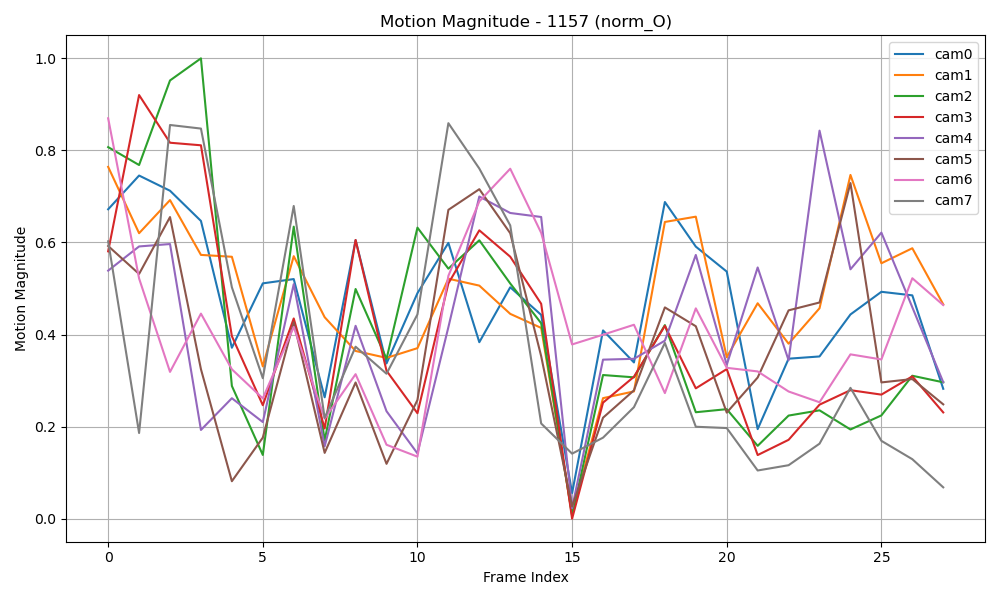 Motion Magnitude - 1157 (norm_O)
Motion Magnitude
1.0
0.8
0.6
0.4
0.2
0.0
0
5
10
15
20
25
Frame Index
cam0
cam1
cam2
cam3
cam4
cam5
cam6
cam7